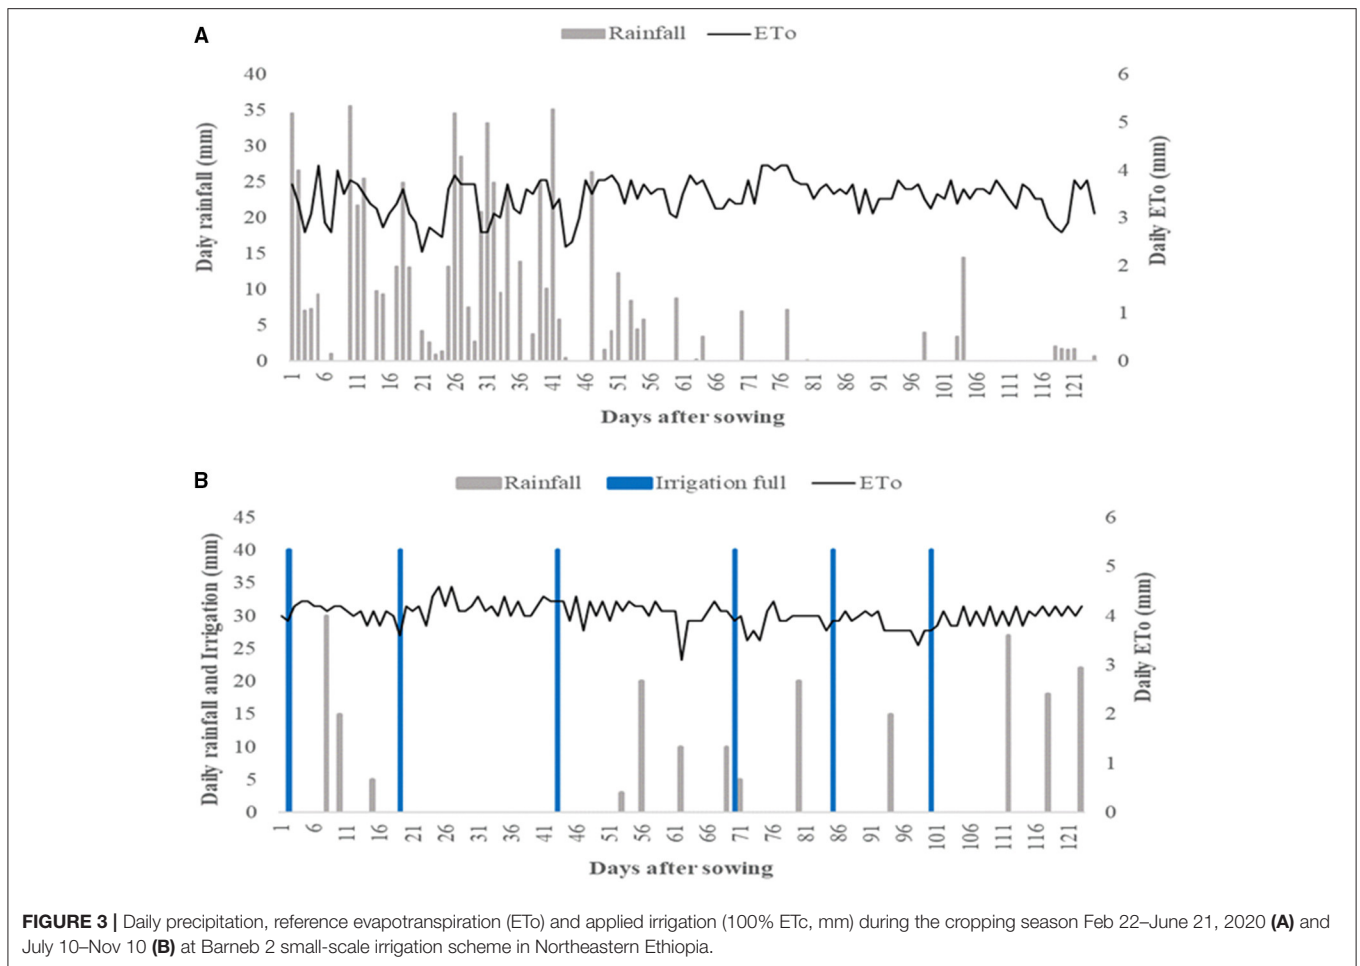 A
Rainfall ETo
40
35
30
25
20
15
10
5
0
Daiy rainfall (mm)
6
5
4
3
2
1
0
Daily ETo (mm)
1 6 11 16 21 26 31 36 41 46 51 56 61 66 71 76 81 86 91 96 101 106 111 116 121
Days after sowing
B
Rainfall Irrigation full ETo
45
40
35
30
25
20
15
10
5
0
Daily rainfall and Irrigation (mm)
6
5
4
3
2
1
0
Daily ETo (mm)
1 6 11 16 21 26 31 36 41 46 51 56 61 66 71 76 81 86 91 96 101 106 111 116 121
Days after sowing
FIGURE 3 | Daily precipitation, reference evapotranspiration (ETo) and applied irrigation (100% ETc, mm) during the cropping season Feb 22–June 21, 2020 (A) and
July 10–Nov 10 (B) at Barneb 2 small-scale irrigation scheme in Northeastern Ethiopia.